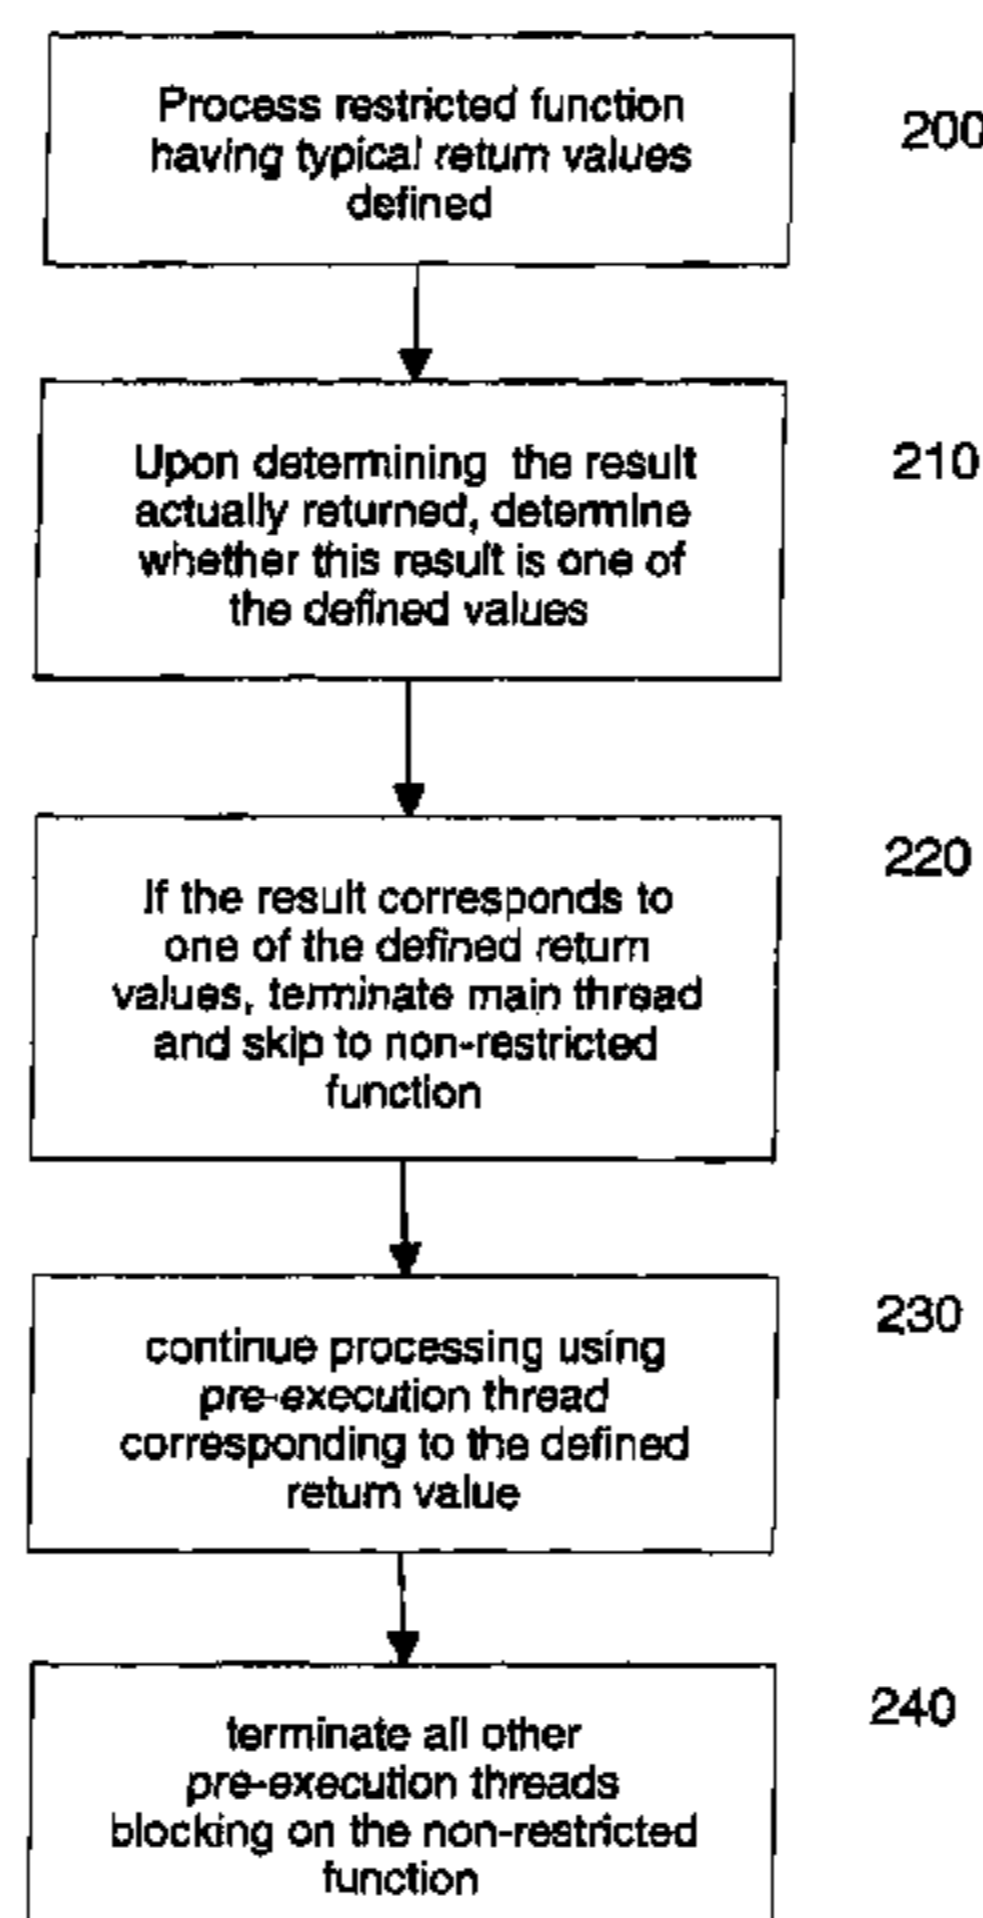 Process restricted function
having typical return values
defined
200
Upon determining the result
actually returned, determine
whether this result is one of
the defined values
210
If the result corresponds to
one of the defined return
values, terminate main thread
and skip to non-restricted
function
220
continue processing using
pre-execution thread
corresponding to the defined
return value
230
terminate all other
pre-execution threads
blocking on the non-restricted
function
240